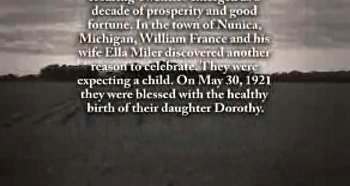 decade of prosperity and good
fortune. In the town of Nunica,
Michigan, William France and his
wife Ella Miler discovered another
reason to celebrate. They were
expecting a child. On May 30, 1921
they were blessed with the healthy
birth of their daughter Dorothy.